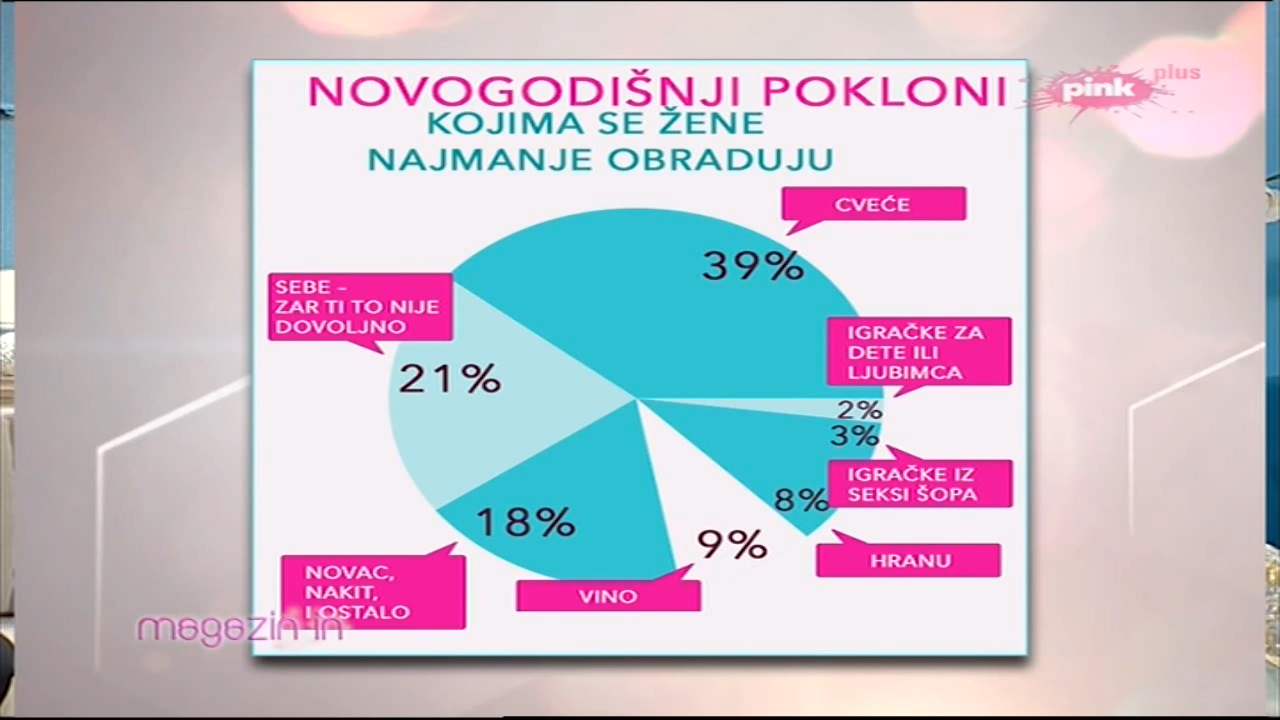 NOVOGODIŠNJI POKLONI
KOJIMA SE ŽENE
NAJMANJE OBRADUJU
pink plus
CVEĆE
39%
SEBE –
ZAR TI TO NIJE
DOVOLJNO
21%
IGRAČKE ZA
DETE ILI
LJUBIMCA
2%
3%
IGRAČKE IZ
SEKSI ŠOPA
8%
HRANU
9%
VINO
18%
NOVAC,
NAKIT,
I OSTALO
magazin-in